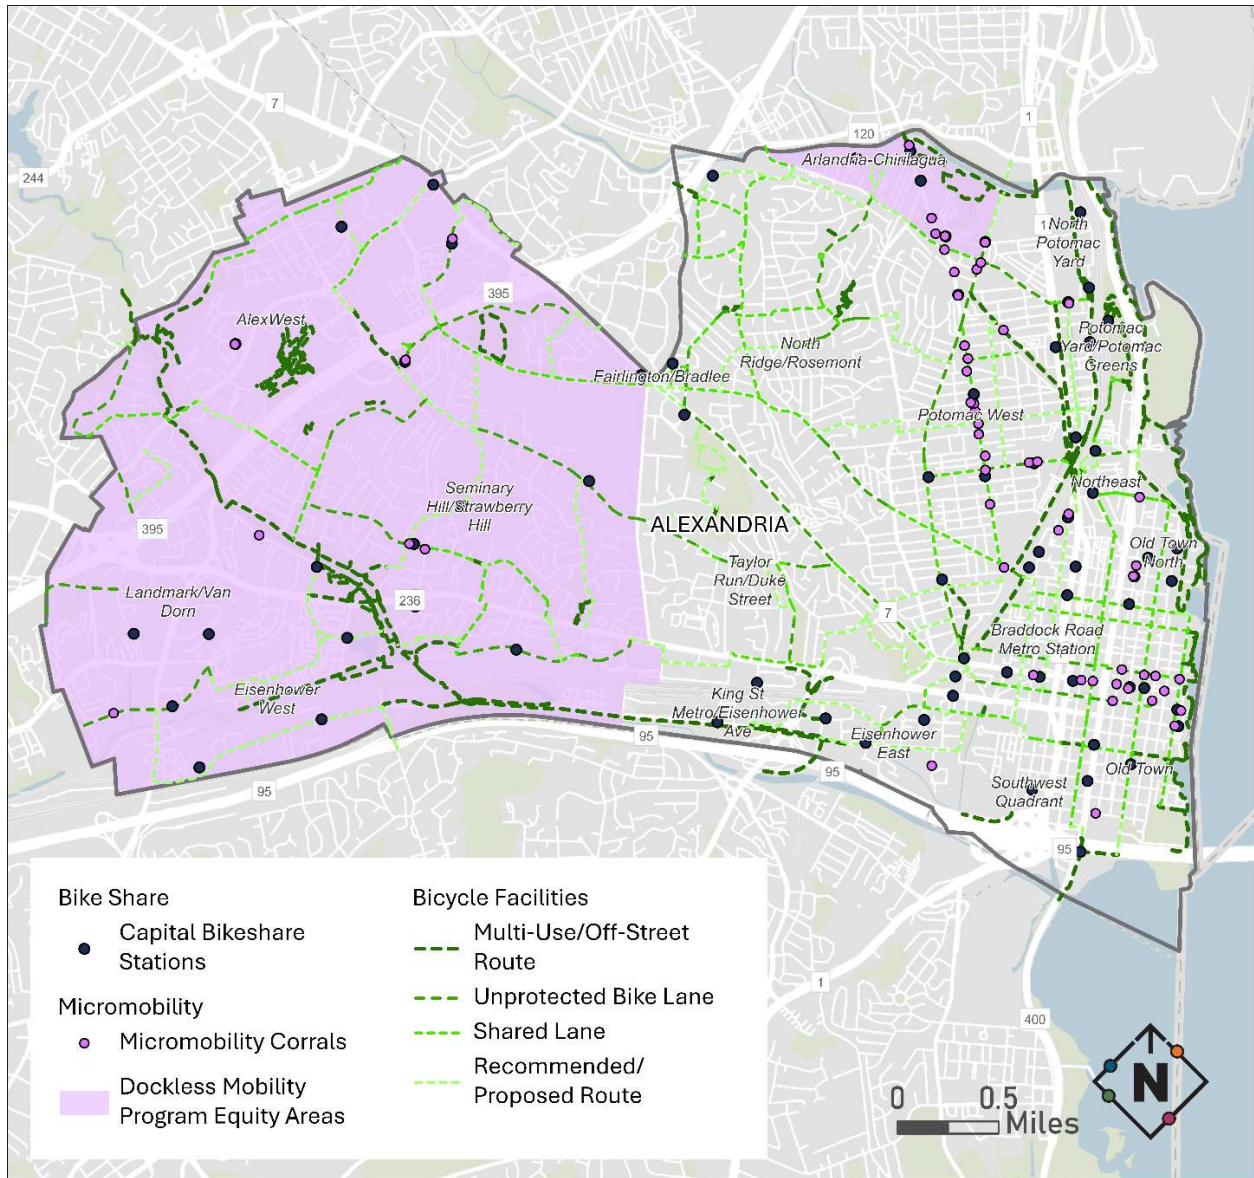 7
244
120
1
Arlandria-Chirilagua
1
North
Potomac
Yard
395
AlexWest
Potomac
Yard/Potomac
Greens
North
Ridge/Rosemont
Fairlington/Bradlee
Potomac West
Seminary
Hill/Strawberry
Hill
Northeast
395
ALEXANDRIA
Old Town
North
Taylor
Run/Duke
Street
Landmark/Van
Dorn
236
7
Braddock Road
Metro Station
Eisenhower
West
King St
Metro/Eisenhower
Ave
95
Eisenhower
East
95
95
Old Town
Southwest
Quadrant
95
Bike Share
Capital Bikeshare
Stations
Micromobility
Micromobility Corrals
Dockless Mobility
Program Equity Areas
Bicycle Facilities
Multi-Use/Off-Street
Route
Unprotected Bike Lane
Shared Lane
Recommended/
Proposed Route
1
400
0 0.5
Miles
N